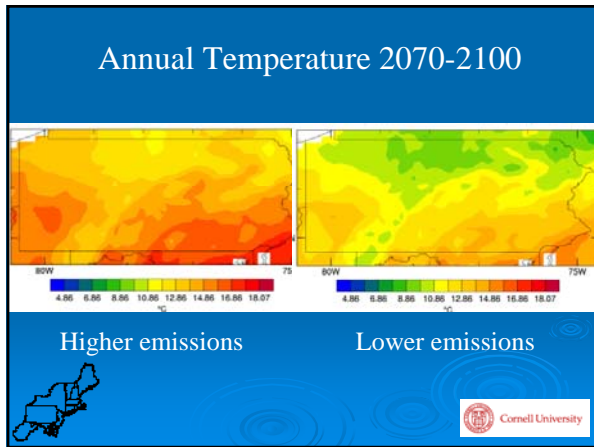 Annual Temperature 2070-2100
80W 75
80W 75W
4.86 6.86 8.86 10.86 12.86 14.86 16.86 18.07
°C
4.86 6.86 8.86 10.86 12.86 14.86 16.86 18.07
°C
Higher emissions
Lower emissions
Cornell University